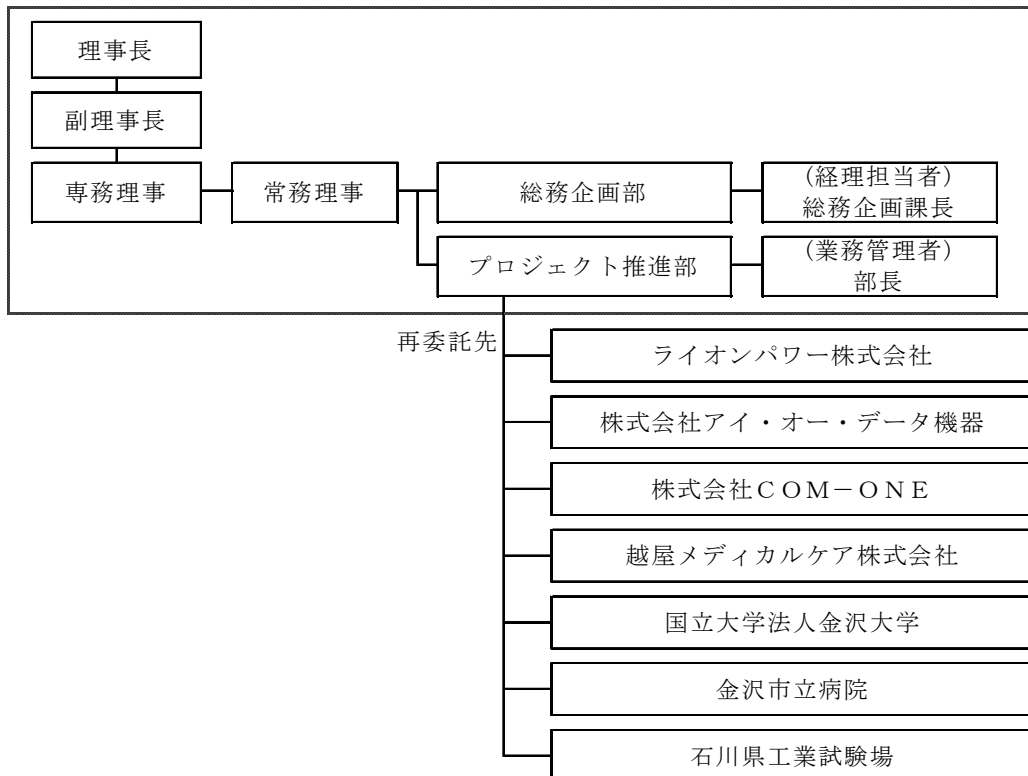 理事長
副理事長
専務理事
常務理事
総務企画部
(経理担当者)
総務企画課長
プロジェクト推進部
(業務管理者)
部長
再委託先
ライオンパワー株式会社
株式会社アイ・オー・データ機器
株式会社ＣＯＭ－ＯＮＥ
越屋メディカルケア株式会社
国立大学法人金沢大学
金沢市立病院
石川県工業試験場